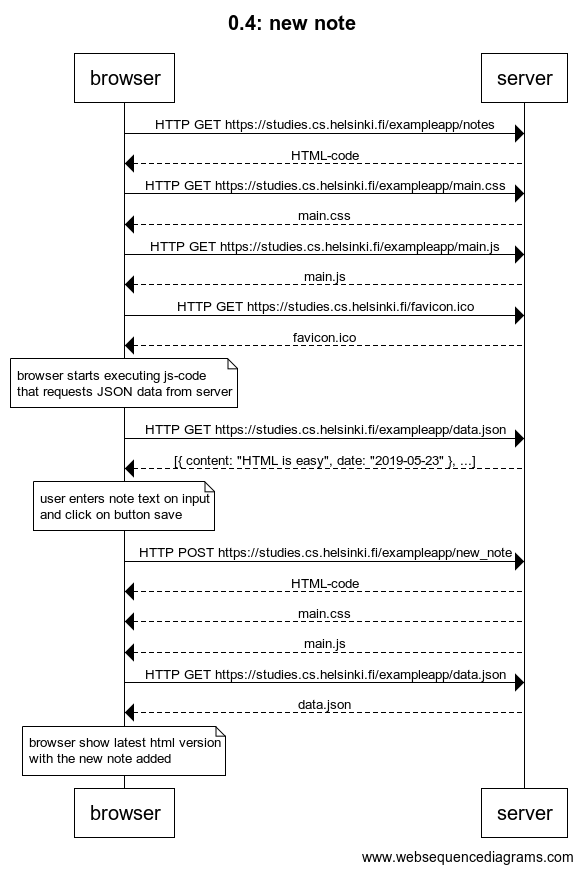 0.4: new note
browser
server
HTTP GET https://studies.cs.helsinki.fi/exampleapp/notes
HTML-code
HTTP GET https://studies.cs.helsinki.fi/exampleapp/main.css
main.css
HTTP GET https://studies.cs.helsinki.fi/exampleapp/main.js
main.js
HTTP GET https://studies.cs.helsinki.fi/favicon.ico
favicon.ico
browser starts executing js-code
that requests JSON data from server
HTTP GET https://studies.cs.helsinki.fi/exampleapp/data.json
[{ content: "HTML is easy", date: "2019-05-23" }, ...]
user enters note text on input
and click on button save
HTTP POST https://studies.cs.helsinki.fi/exampleapp/new_note
HTML-code
main.css
main.js
HTTP GET https://studies.cs.helsinki.fi/exampleapp/data.json
data.json
browser show latest html version
with the new note added
browser
server
www.websequencediagrams.com